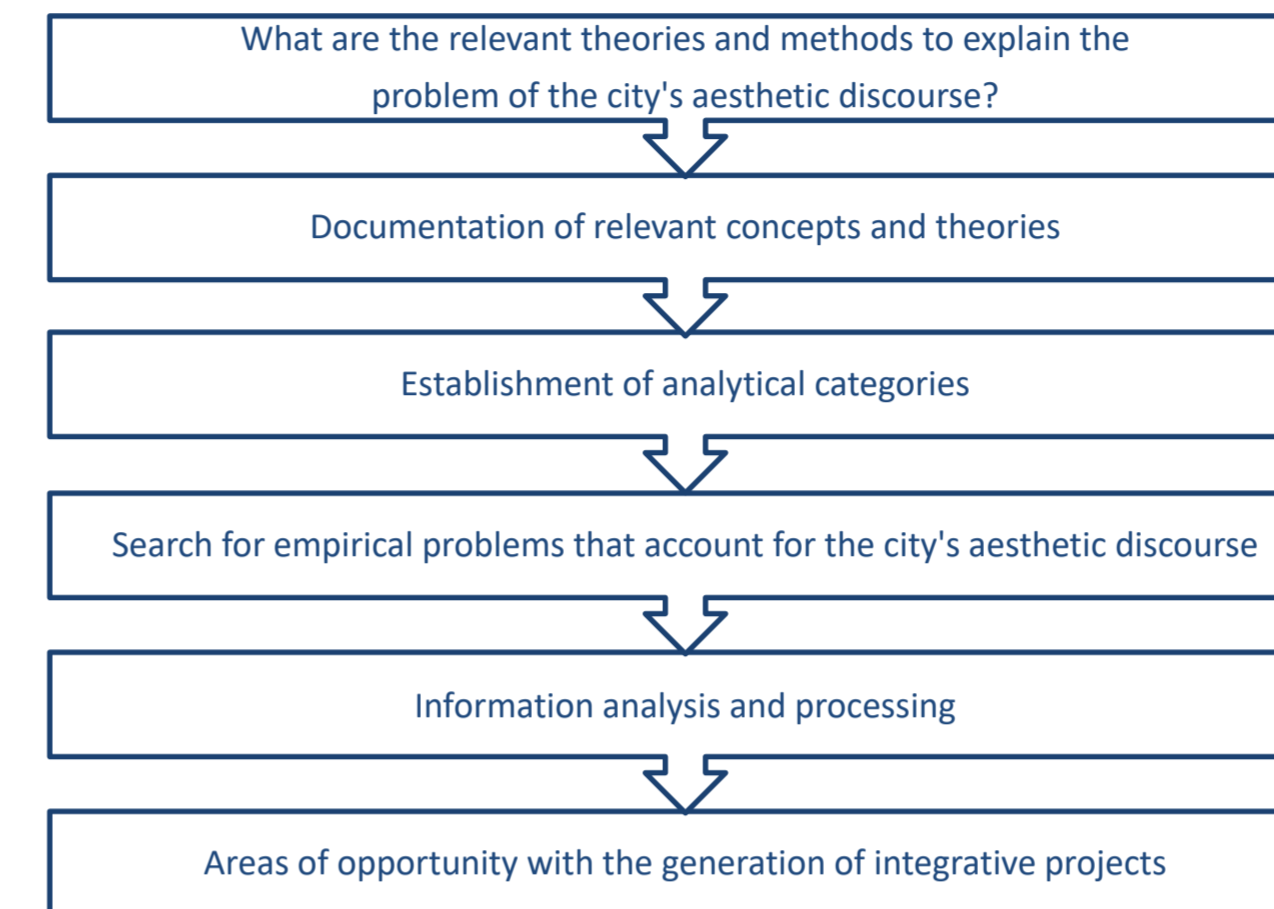 What are the relevant theories and methods to explain the
problem of the city's aesthetic discourse?
Documentation of relevant concepts and theories
Establishment of analytical categories
Search for empirical problems that account for the city's aesthetic discourse
Information analysis and processing
Areas of opportunity with the generation of integrative projects